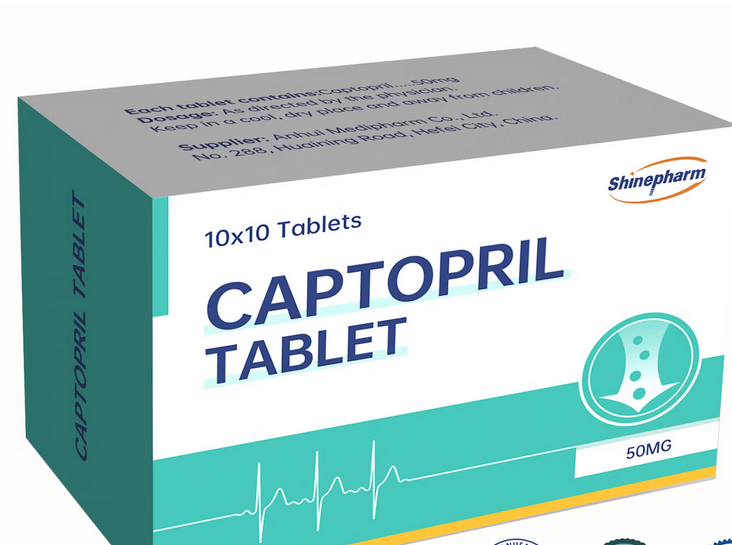 Each tablet contains:Captopril.....50mg
Dosage: As directed by the physician.
Keep in a cool, dry place and away from children.
Supplier: Anhui Medipharm Co., Ltd.
No. 288, Huaining Road, Hefei City, China.
Shinepharm
10x10 Tablets
CAPTOPRIL
TABLET
CAPTOPRIL TABLET
50MG